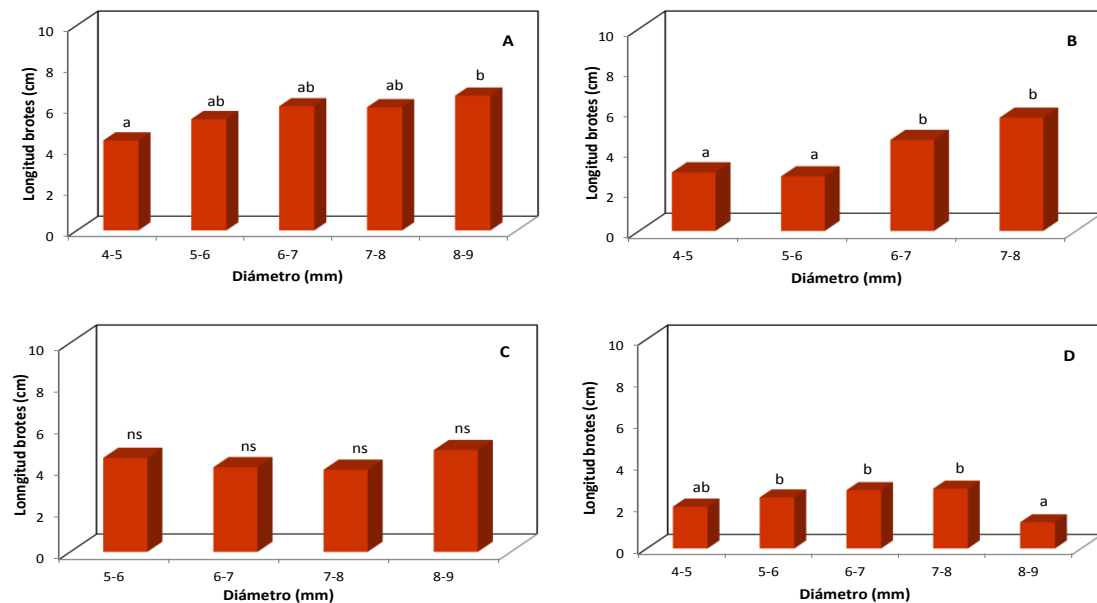 A
Longitud brotes (cm)
10
8
6
4
2
0
a
ab
ab
ab
b
4-5
5-6
6-7
7-8
8-9
Diámetro (mm)
B
Longitud brotes (cm)
10
8
6
4
2
0
a
a
b
b
4-5
5-6
6-7
7-8
Diámetro (mm)
C
Lonngitud brotes (cm)
10
8
6
4
2
0
ns
ns
ns
ns
5-6
6-7
7-8
8-9
Diámetro (mm)
D
Longitud brotes (cm)
10
8
6
4
2
0
ab
b
b
b
a
4-5
5-6
6-7
7-8
8-9
Diámetro (mm)